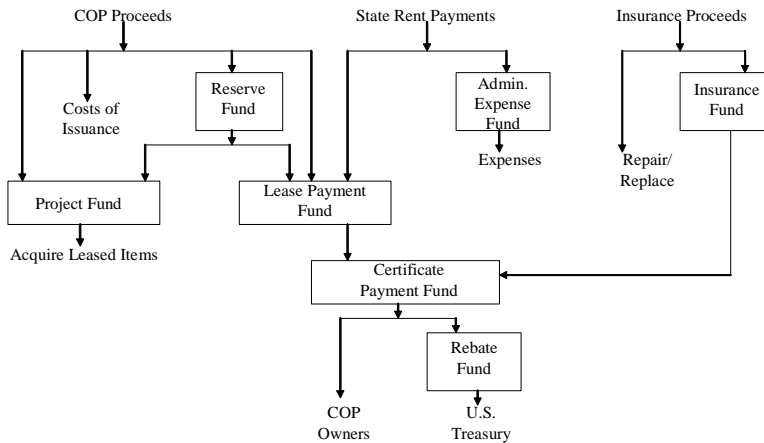 COP Proceeds
State Rent Payments
Insurance Proceeds
Costs of
Issuance
Reserve
Fund
Admin.
Expense
Fund
Insurance
Fund
Expenses
Repair/
Replace
Project Fund
Lease Payment
Fund
Acquire Leased Items
Certificate
Payment Fund
Rebate
Fund
COP
Owners
U.S.
Treasury